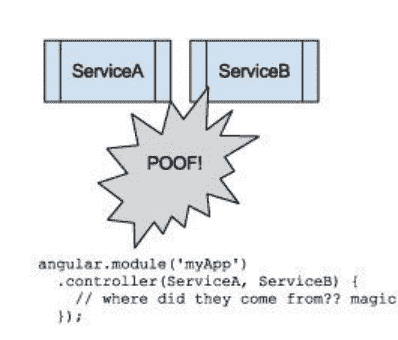 ServiceA ServiceB
POOF!
angular.module('myApp')
.controller(ServiceA, ServiceB) {
// where did they come from?? magic
});